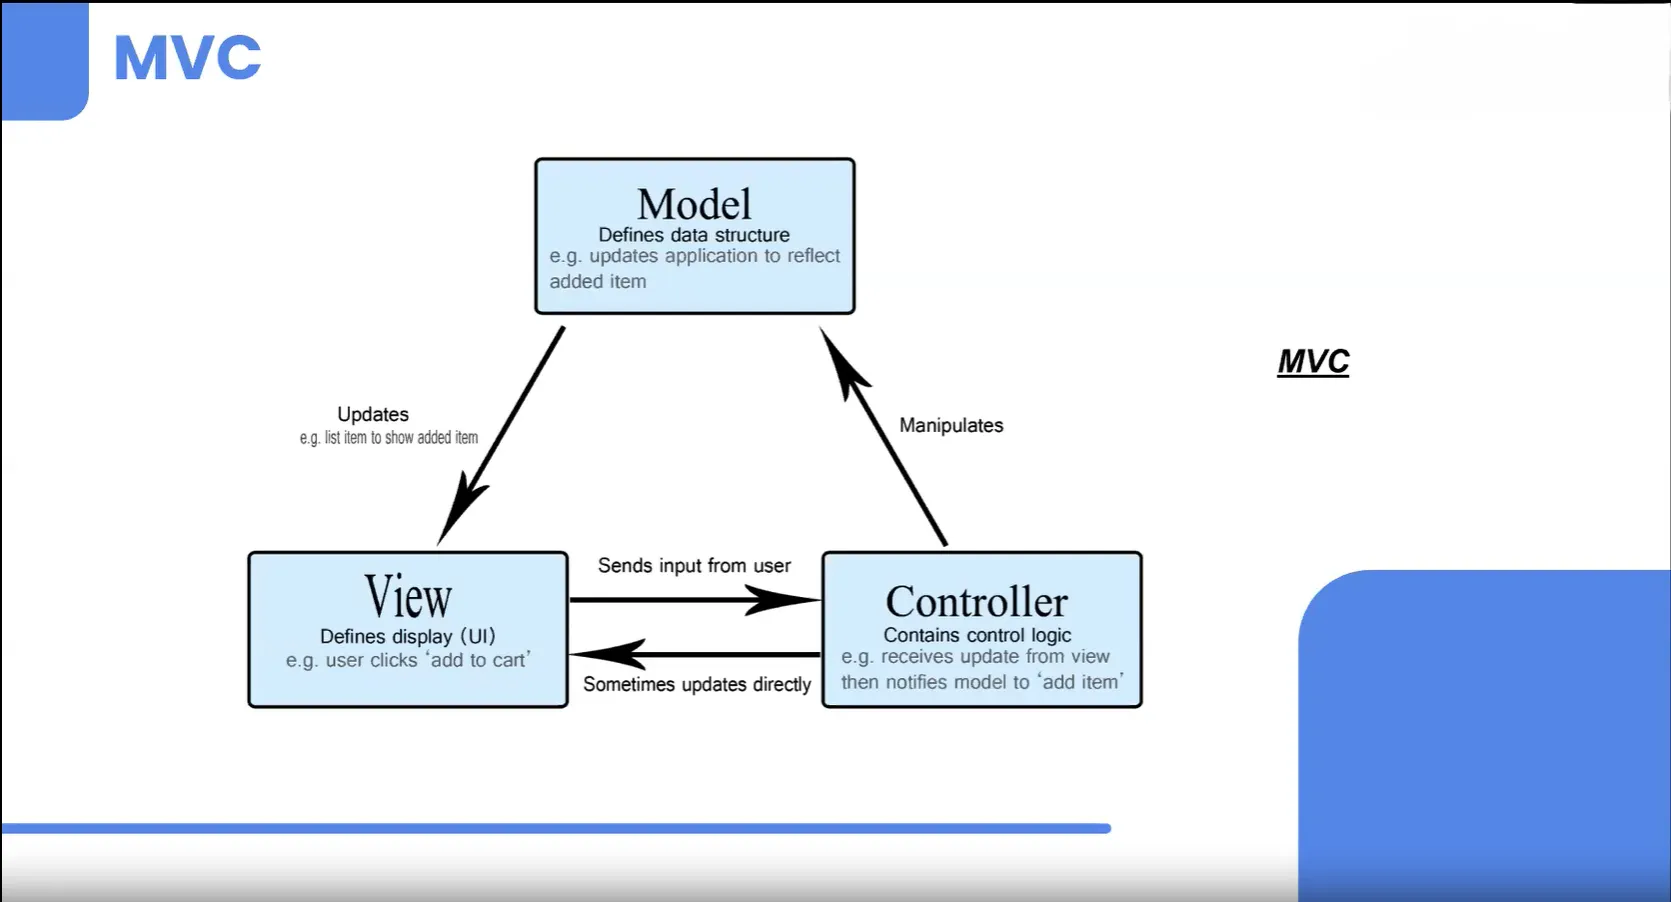 MVC
Model
Defines data structure
e.g. updates application to reflect
added item
MVC
Updates
e.g. list item to show added item
Manipulates
View
Defines display (UI)
e.g. user clicks ‘add to cart’
Sends input from user
Sometimes updates directly
Controller
Contains control logic
e.g. receives update from view
then notifies model to ‘add item’